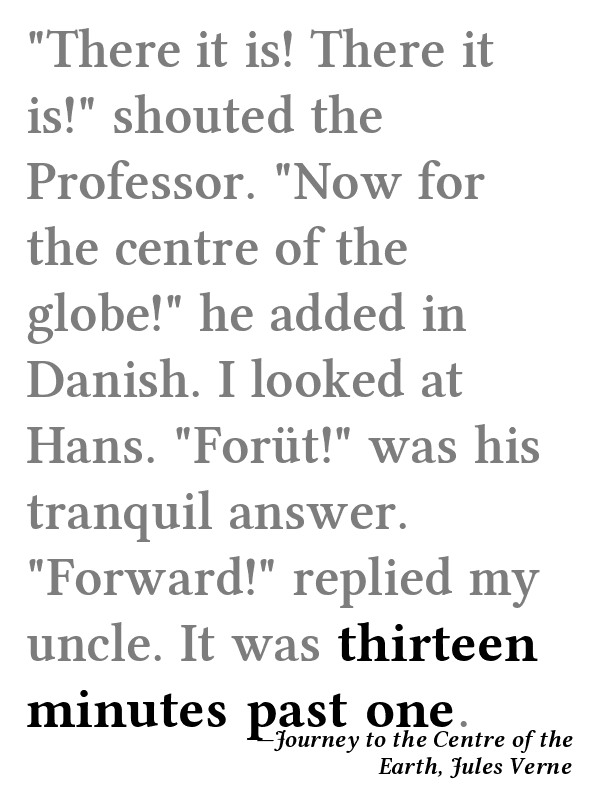 "There it is! There it
is!" shouted the
Professor. "Now for
the centre of the
globe!" he added in
Danish. I looked at
Hans. "Forüt!" was his
tranquil answer.
"Forward!" replied my
uncle. It was thirteen
minutes past one.
—Journey to the Centre of the
Earth, Jules Verne